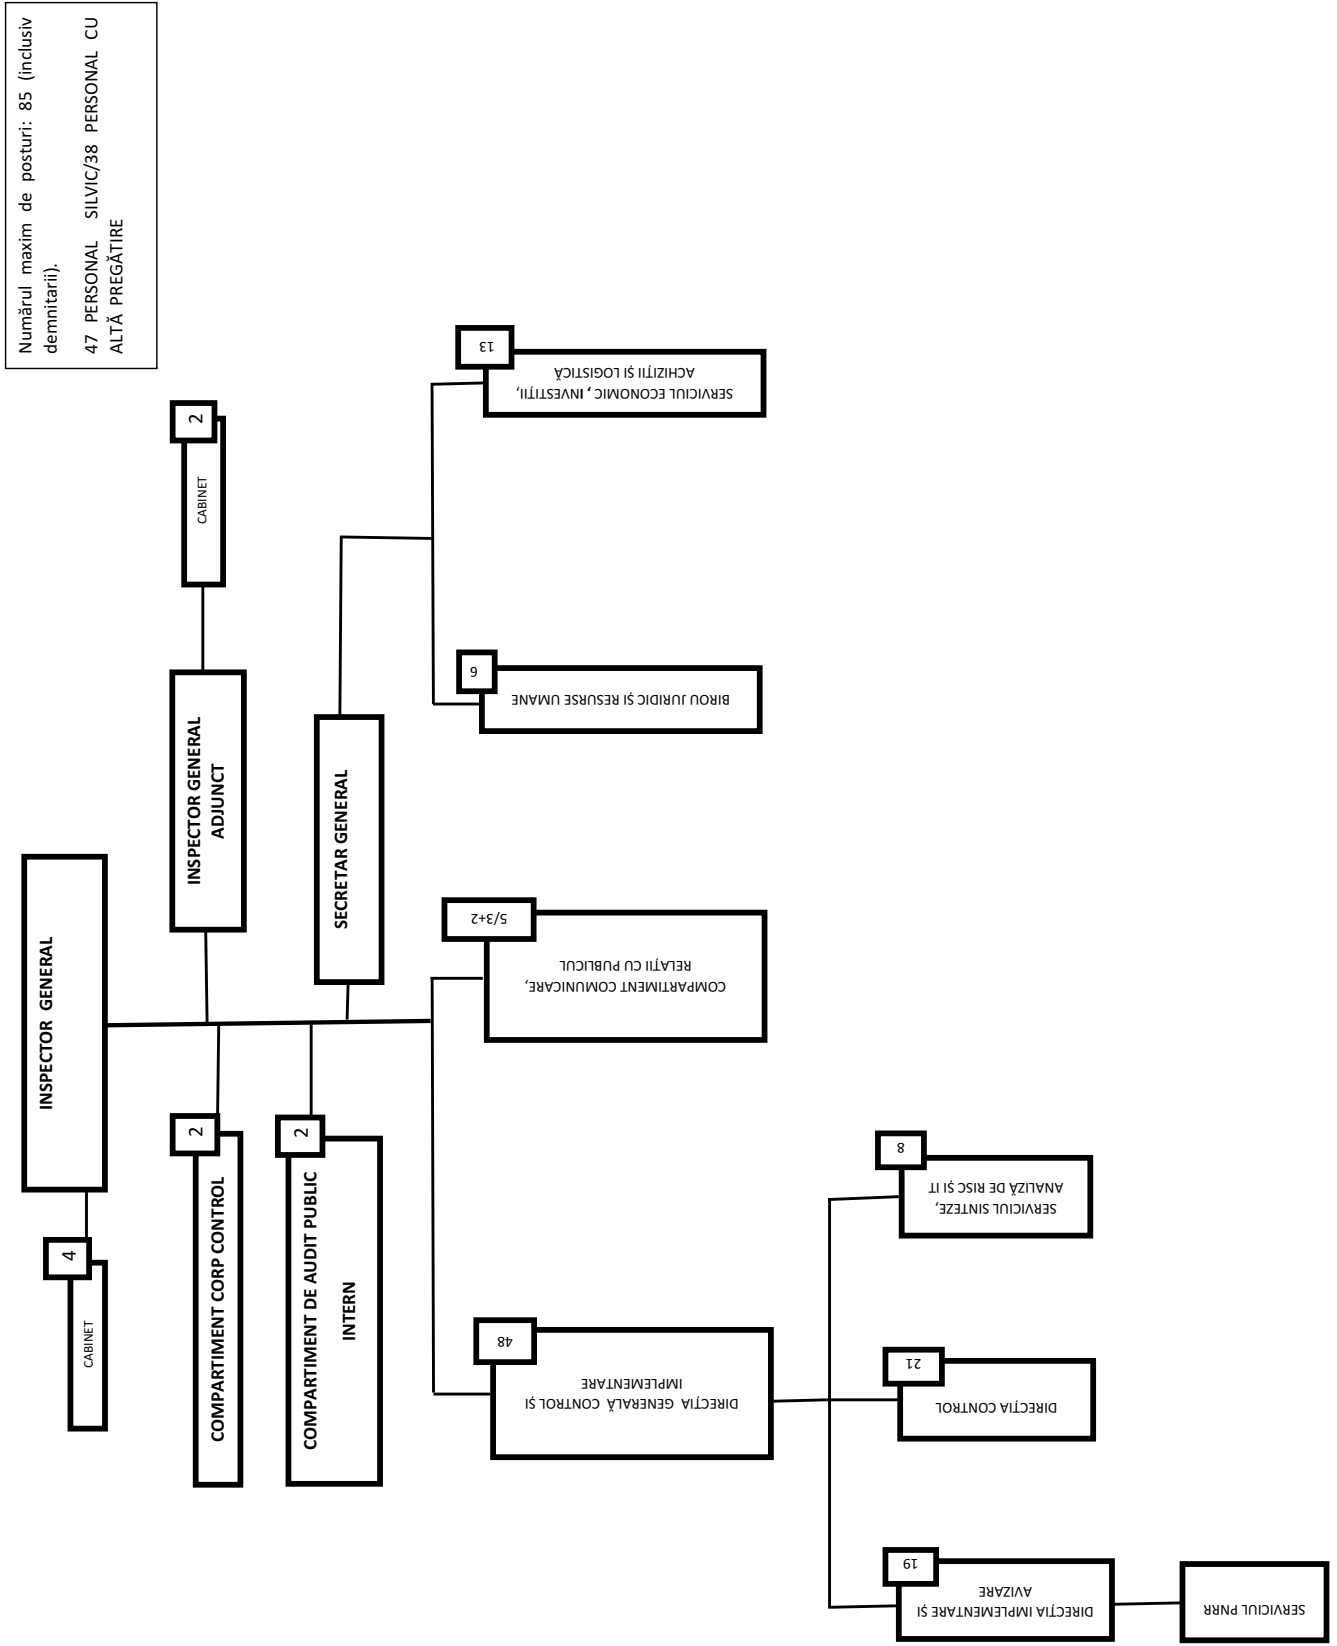 Numărul maxim de posturi: 85 (inclusiv
demnitarii).
47 PERSONAL SILVIC/38 PERSONAL CU
ALTĂ PREGĂTIRE
INSPECTOR GENERAL
4
CABINET
INSPECTOR GENERAL
ADJUNCT
2
CABINET
2
COMPARTIMENT CORP CONTROL
2
COMPARTIMENT DE AUDIT PUBLIC
INTERN
SECRETAR GENERAL
6
BIROU JURIDIC ȘI RESURSE UMANE
13
SERVICIUL ECONOMIC , INVESTIȚII,
ACHIZIȚII ȘI LOGISTICĂ
5/3+2
COMPARTIMENT COMUNICARE,
RELAȚII CU PUBLICUL
48
DIRECȚIA GENERALĂ CONTROL ȘI
IMPLEMENTARE
19
DIRECȚIA IMPLEMENTARE ȘI
AVIZARE
21
DIRECȚIA CONTROL
8
SERVICIUL SINTEZE,
ANALIZĂ DE RISC ȘI IT
SERVICIUL PNRR